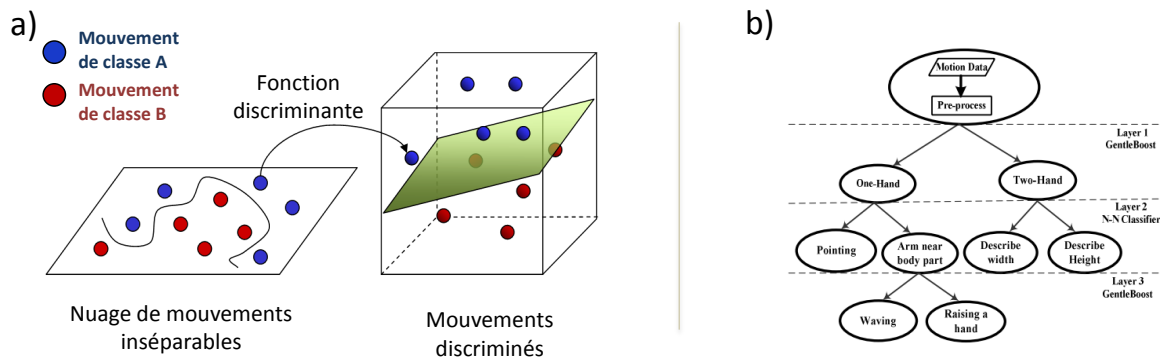 a)
Mouvement
de classe A
Mouvement
de classe B
Fonction
discriminante
Nuage de mouvements
inséparables
Mouvements
discriminés
b)
Motion Data
Pre-process
Layer 1
GentleBoost
One-Hand
Two-Hand
Layer 2
N-N Classifier
Pointing
Arm near
body part
Describe
width
Describe
Height
Layer 3
GentleBoost
Waving
Raising a
hand